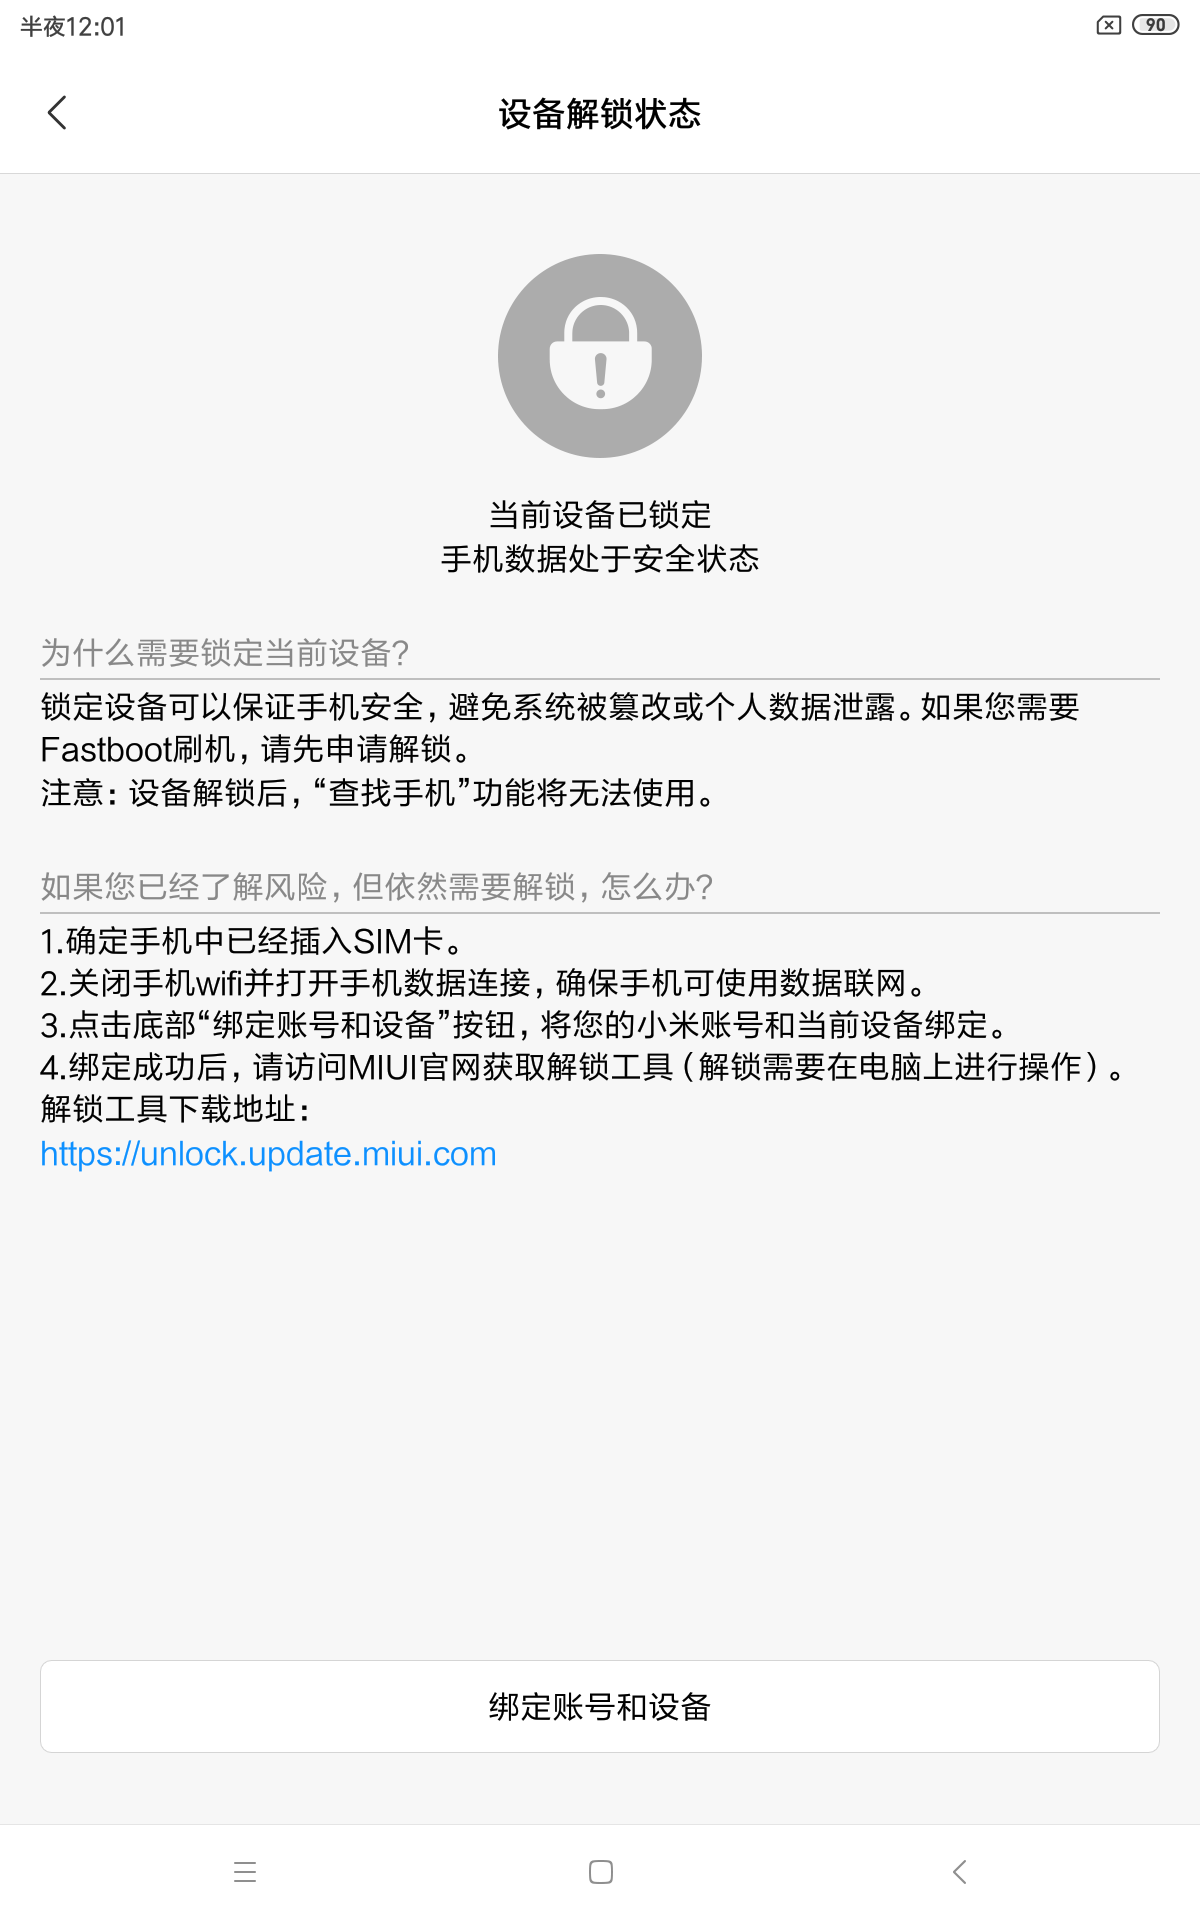 半夜12:01
90
设备解锁状态
当前设备已锁定
手机数据处于安全状态
为什么需要锁定当前设备?
锁定设备可以保证手机安全，避免系统被篡改或个人数据泄露。如果您需要
Fastboot刷机，请先申请解锁。
注意：设备解锁后，“查找手机”功能将无法使用。
如果您已经了解风险，但依然需要解锁，怎么办?
1.确定手机中已经插入SIM卡。
2.关闭手机wifi并打开手机数据连接，确保手机可使用数据联网。
3.点击底部“绑定账号和设备”按钮，将您的小米账号和当前设备绑定。
4.绑定成功后，请访问MIUI官网获取解锁工具（解锁需要在电脑上进行操作）。
解锁工具下载地址：
https://unlock.update.miui.com
绑定账号和设备